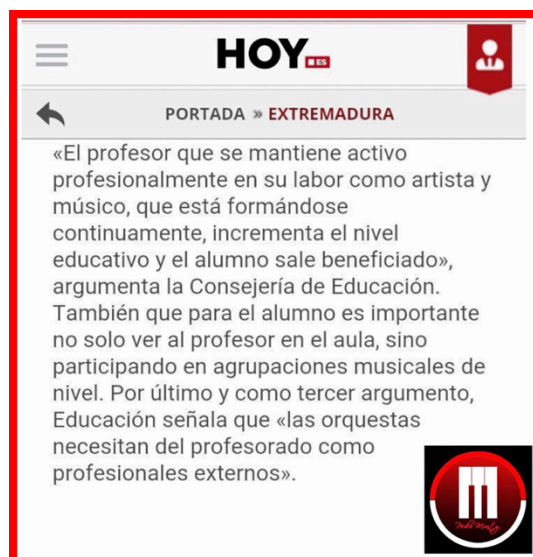 HOY.ES
PORTADA » EXTREMADURA
«El profesor que se mantiene activo
profesionalmente en su labor como artista y
músico, que está formándose
continuamente, incrementa el nivel
educativo y el alumno sale beneficiado»,
argumenta la Consejería de Educación.
También que para el alumno es importante
no solo ver al profesor en el aula, sino
participando en agrupaciones musicales de
nivel. Por último y como tercer argumento,
Educación señala que «las orquestas
necesitan del profesorado como
profesionales externos».